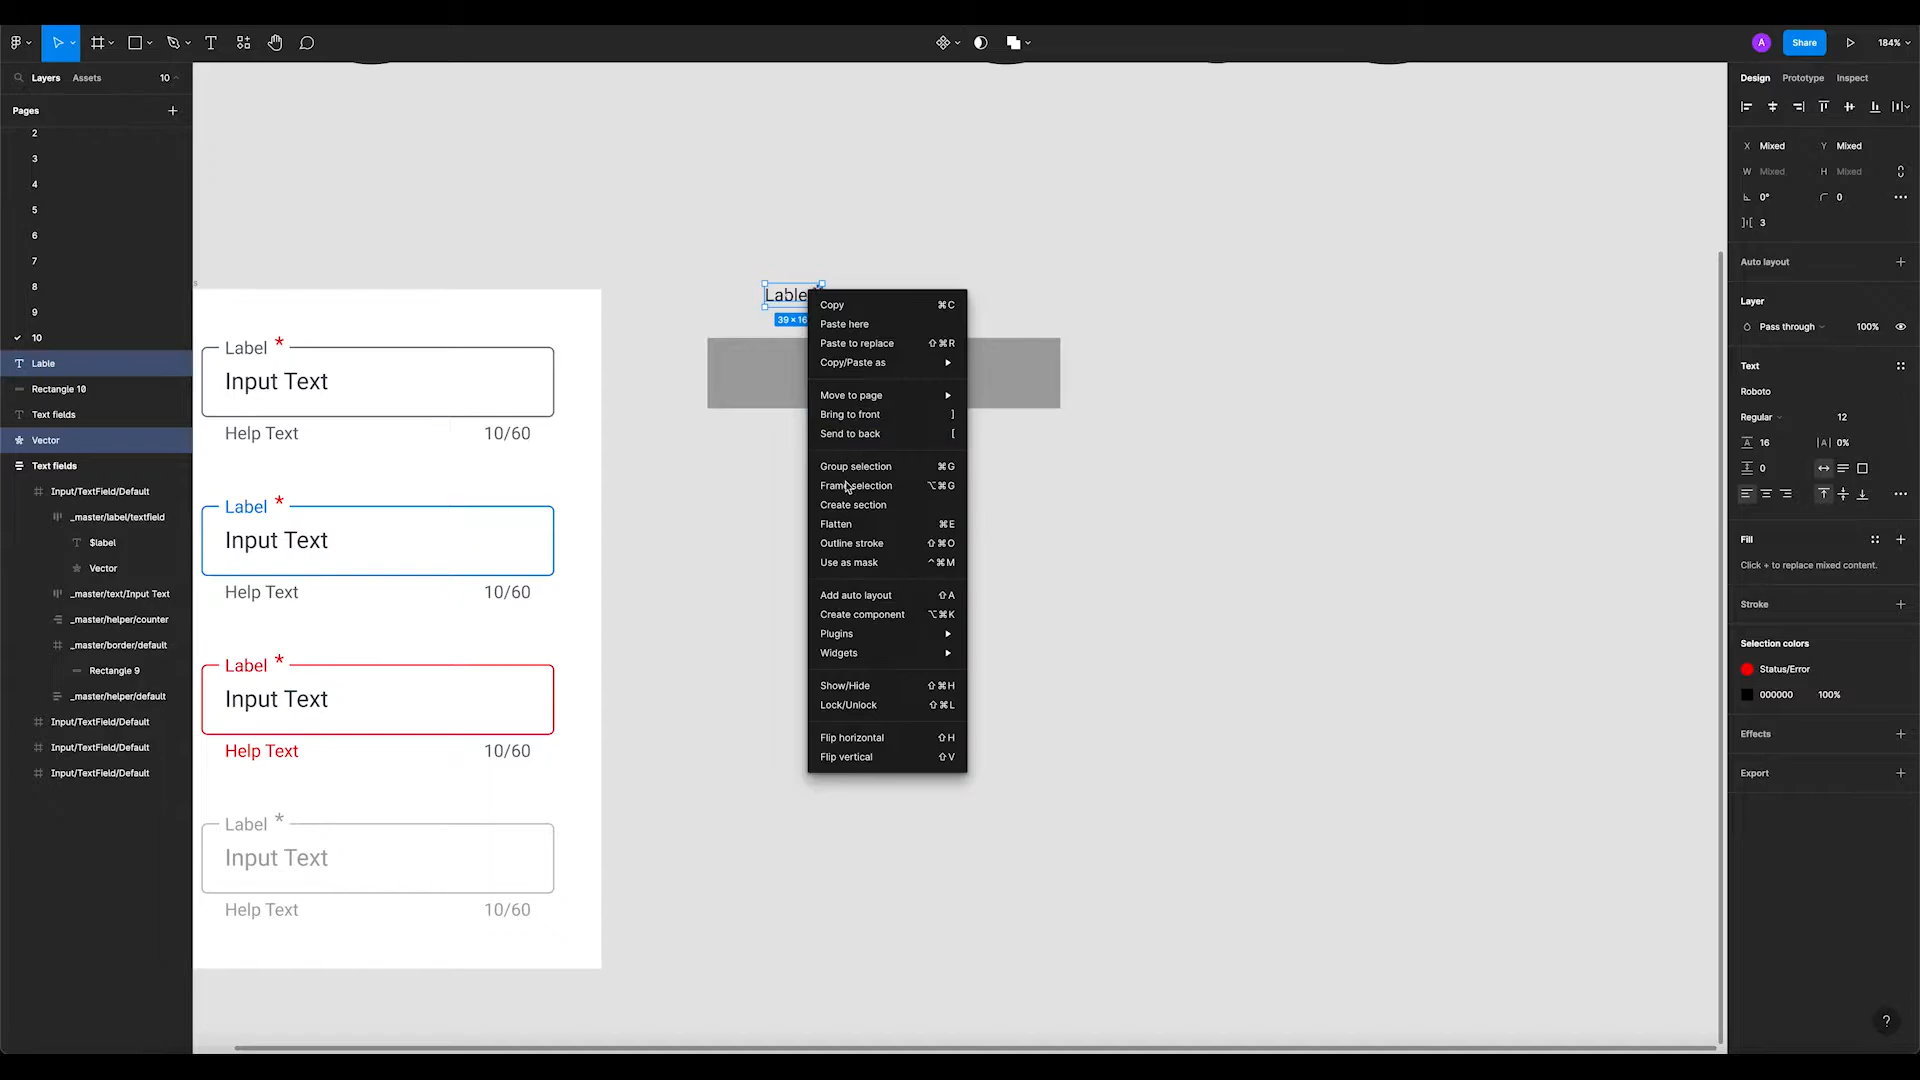 A
Share
184%
Layers
Assets
10
Pages
2
3
4
5
6
7
8
9
10
Lable
Rectangle 10
Text fields
Vector
Text fields
Input/TextField/Default
_master/label/textfield
$label
Vector
_master/text/Input Text
_master/helper/counter
_master/border/default
Rectangle 9
_master/helper/default
Input/TextField/Default
Input/TextField/Default
Input/TextField/Default
Label *
Input Text
Help Text 10/60
Label *
Input Text
Help Text 10/60
Label *
Input Text
Help Text 10/60
Label *
Input Text
Help Text 10/60
Lable
39 × 16
Copy ⌘C
Paste here
Paste to replace ⇧⌘R
Copy/Paste as
Move to page
Bring to front ]
Send to back [
Group selection ⌘G
Frame selection ⌥⌘G
Create section
Flatten ⌘E
Outline stroke ⇧⌘O
Use as mask ^⌘M
Add auto layout ⇧A
Create component ⌥⌘K
Plugins
Widgets
Show/Hide ⇧⌘H
Lock/Unlock ⇧⌘L
Flip horizontal ⇧H
Flip vertical ⇧V
Design Prototype Inspect
X Mixed Y Mixed
W Mixed H Mixed
0° 0
3
Auto layout
Layer
Pass through 100%
Text
Roboto
Regular 12
16 |A| 0%
0
Fill
Click + to replace mixed content.
Stroke
Selection colors
Status/Error
000000 100%
Effects
Export
?